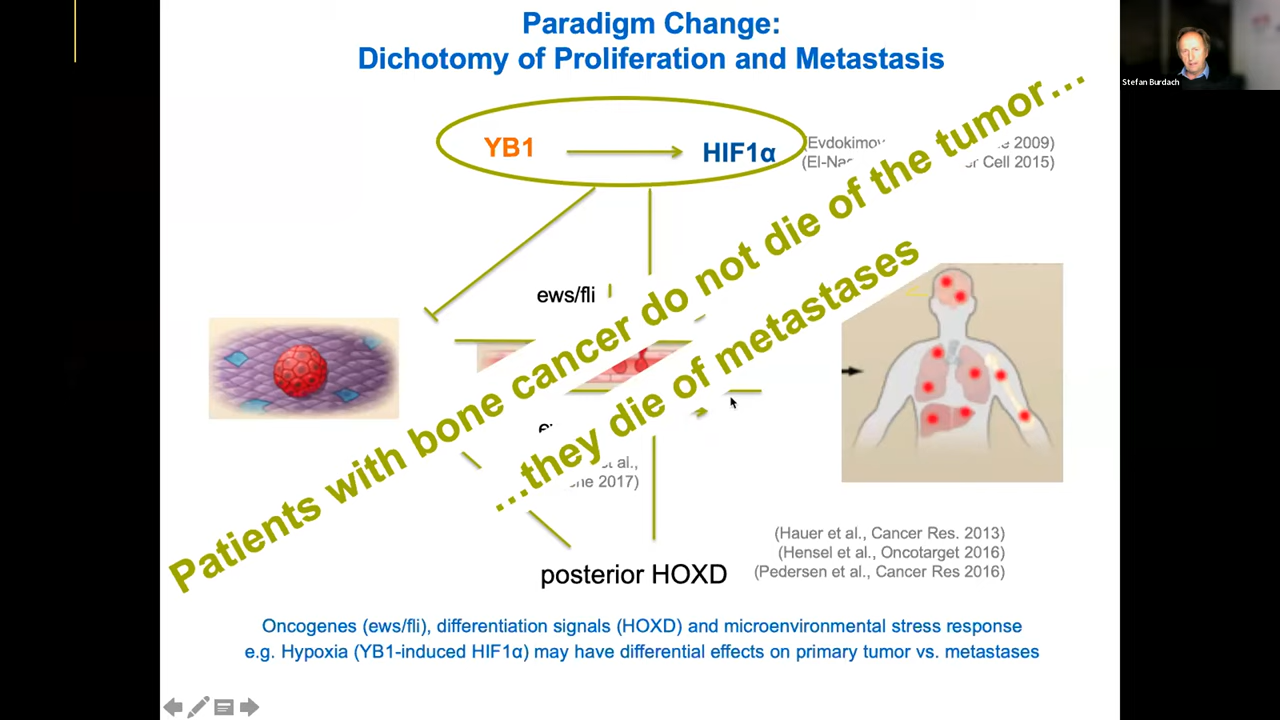 Paradigm Change:
Dichotomy of Proliferation and Metastasis
Stefan Burdach
YB1
HIF1α
(Evdokimov 2009)
(El-Na Cell 2015)
ews/fli
Patients with bone cancer do not die of the tumor...
...they die of metastases
et al.,
2017)
(Hauer et al., Cancer Res. 2013)
(Hensel et al., Oncotarget 2016)
(Pedersen et al., Cancer Res 2016)
posterior HOXD
Oncogenes (ews/fli), differentiation signals (HOXD) and microenvironmental stress response
e.g. Hypoxia (YB1-induced HIF1α) may have differential effects on primary tumor vs. metastases